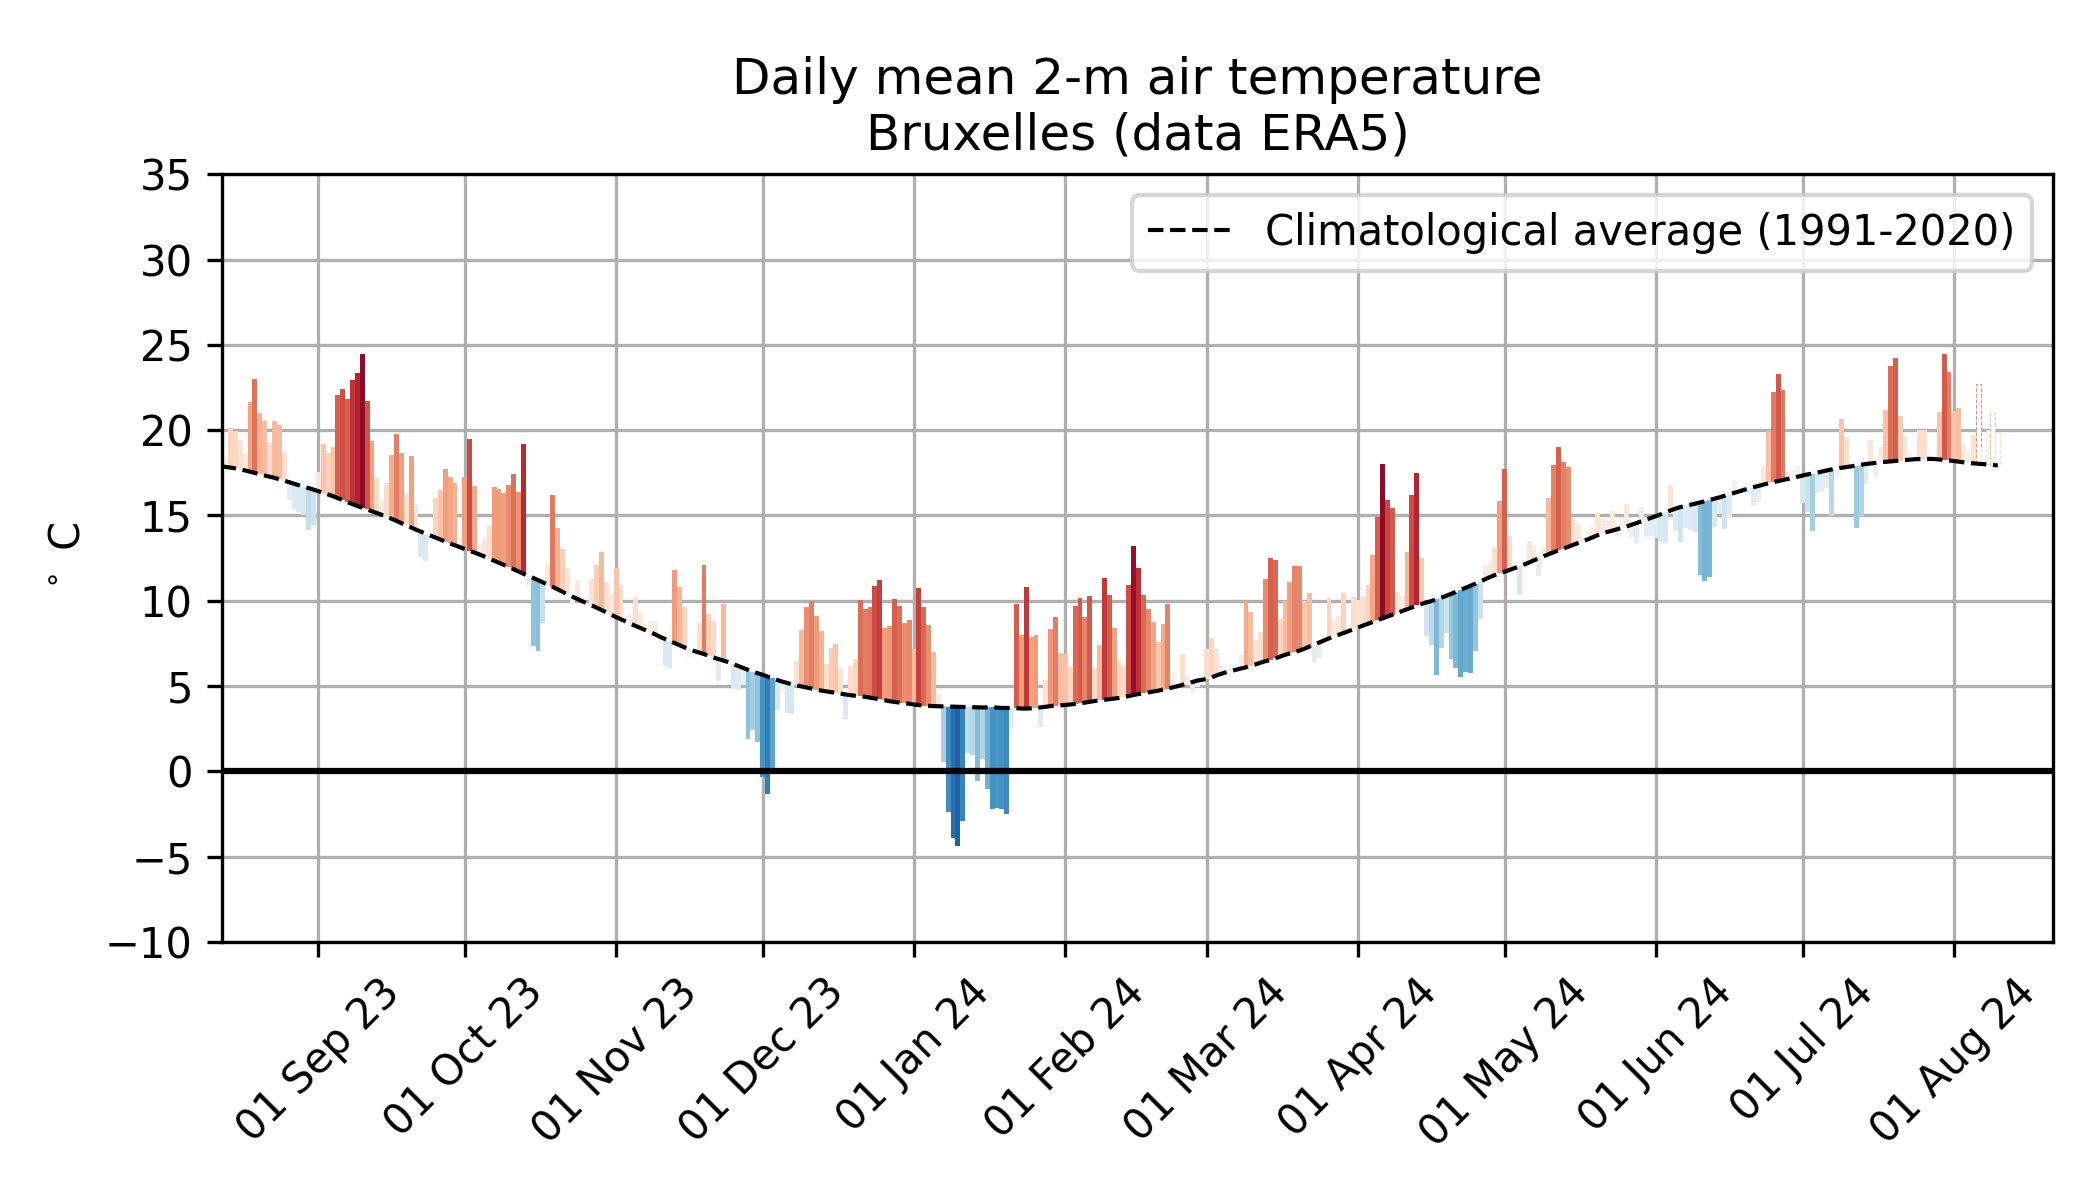 Daily mean 2-m air temperature
Bruxelles (data ERA5)
35
30
25
20
15
10
5
0
−5
−10
° C
Climatological average (1991-2020)
01 Sep 23
01 Oct 23
01 Nov 23
01 Dec 23
01 Jan 24
01 Feb 24
01 Mar 24
01 Apr 24
01 May 24
01 Jun 24
01 Jul 24
01 Aug 24